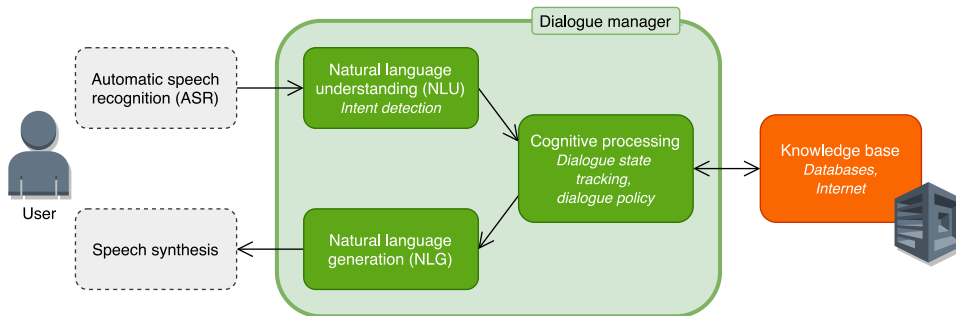 Dialogue manager
Automatic speech
recognition (ASR)
Natural language
understanding (NLU)
Intent detection
Cognitive processing
Dialogue state
tracking,
dialogue policy
Knowledge base
Databases,
Internet
User
Speech synthesis
Natural language
generation (NLG)